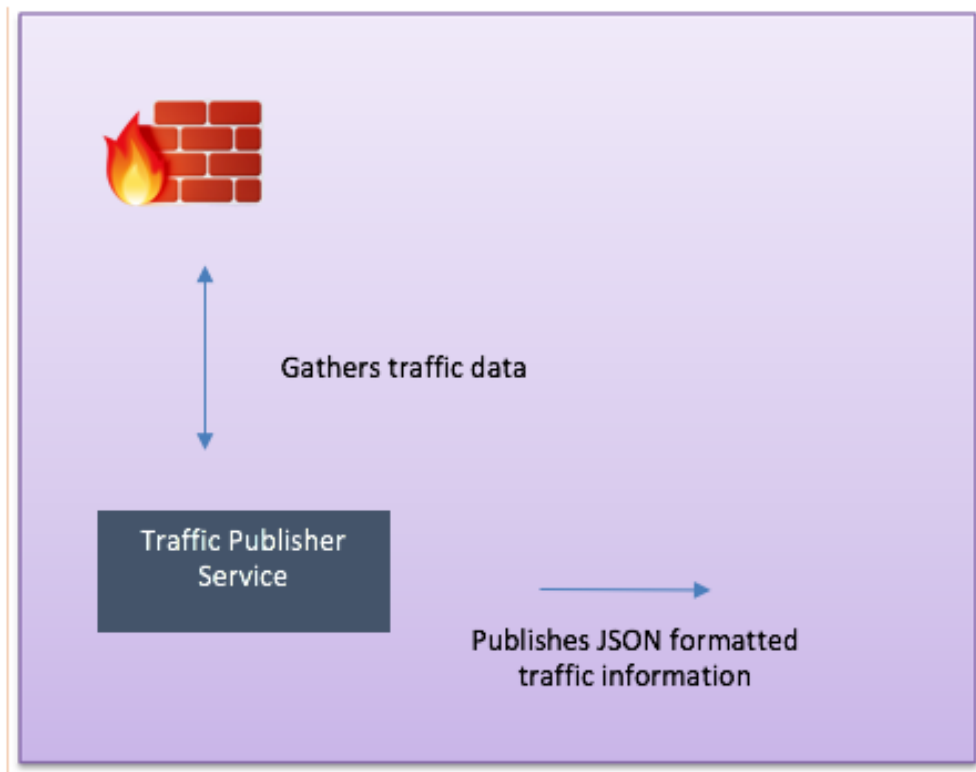 Gathers traffic data
Traffic Publisher
Service
Publishes JSON formatted
traffic information